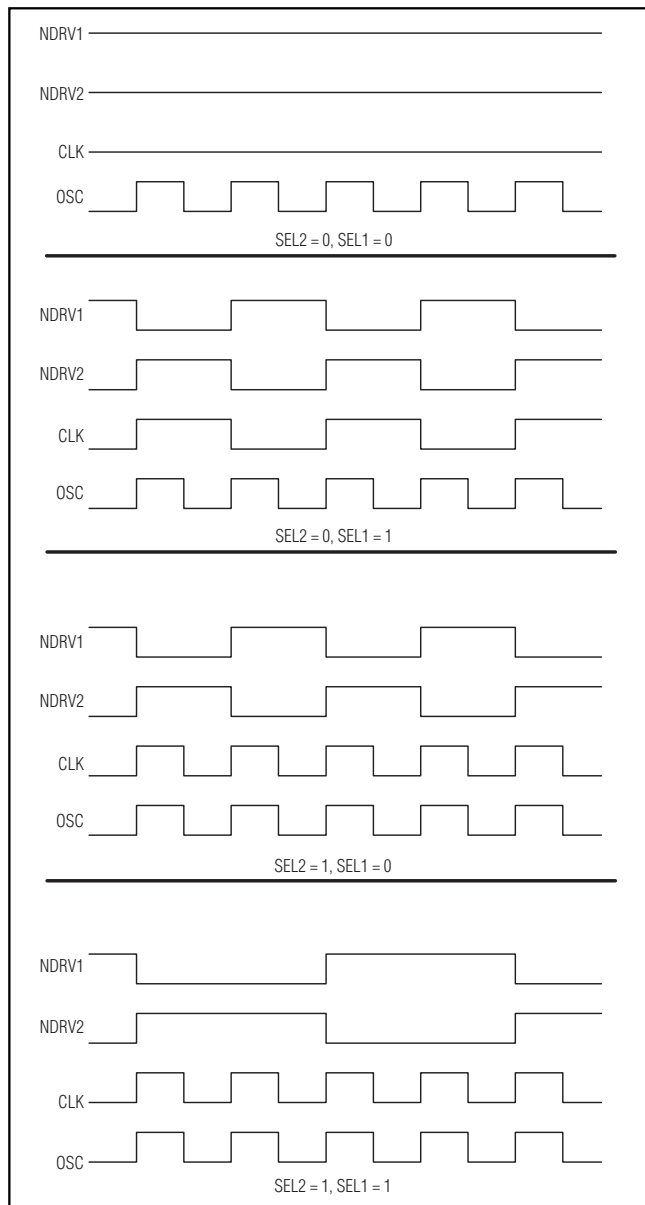 NDRV1
NDRV2
CLK
OSC
SEL2 = 0, SEL1 = 0
NDRV1
NDRV2
CLK
OSC
SEL2 = 0, SEL1 = 1
NDRV1
NDRV2
CLK
OSC
SEL2 = 1, SEL1 = 0
NDRV1
NDRV2
CLK
OSC
SEL2 = 1, SEL1 = 1